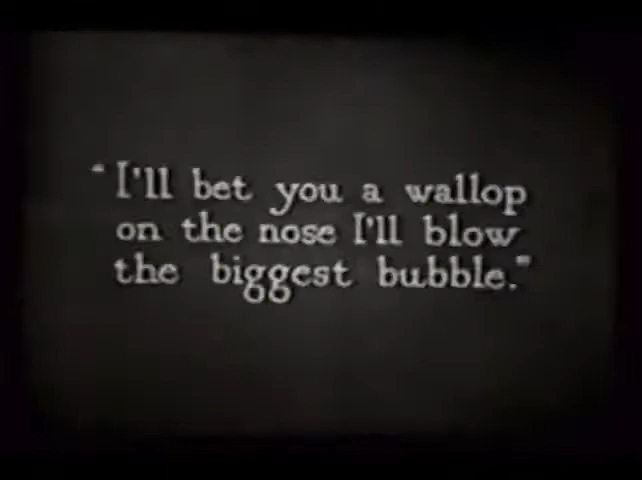 "I'll bet you a wallop
on the nose I'll blow
the biggest bubble."